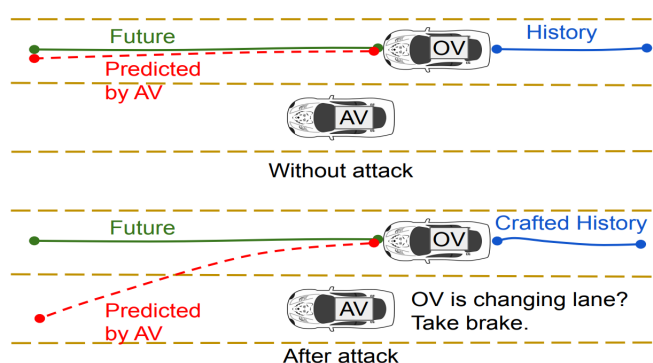 Future
OV
History
Predicted
by AV
AV
Without attack
Future
OV
Crafted History
Predicted
by AV
AV
OV is changing lane?
Take brake.
After attack